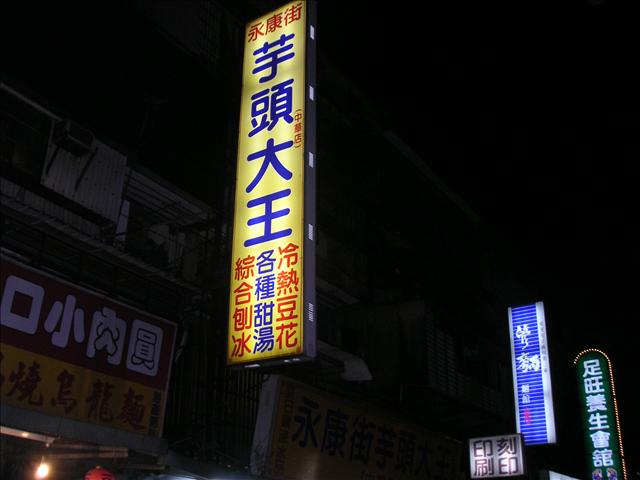 永康街
芋頭大王
(中華店)
冷熱豆花
各種甜湯
綜合刨冰
口小肉圓
燒烏龍麵
永康街芋頭大王
館
刻印
印刷
足旺養生會館